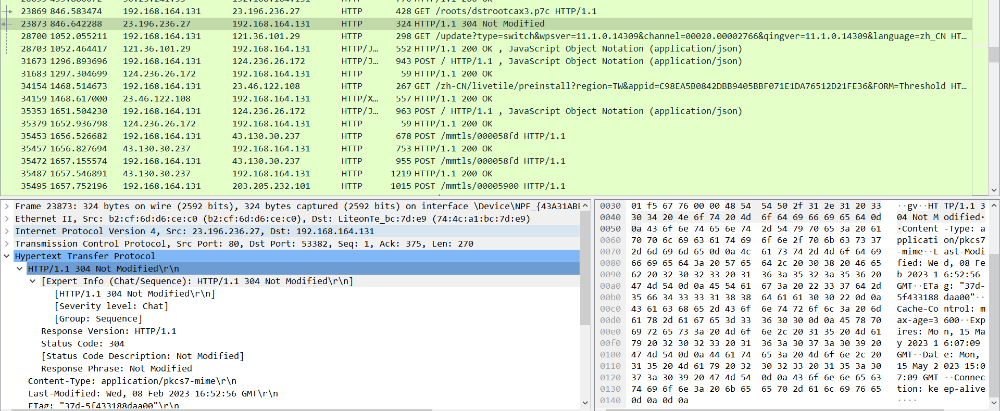 23869 846.583474 192.168.164.131 23.196.236.27 HTTP 428 GET /roots/dstrootcax3.p7c HTTP/1.1
23873 846.642288 23.196.236.27 192.168.164.131 HTTP 324 HTTP/1.1 304 Not Modified
28700 1052.055211 192.168.164.131 121.36.101.29 HTTP 298 GET /update?type=switch&wpsver=11.1.0.14309&channel=00020.00002766&qingver=11.1.0.14309&language=zh_CN HT…
28703 1052.464417 121.36.101.29 192.168.164.131 HTTP/J… 552 HTTP/1.1 200 OK , JavaScript Object Notation (application/json)
31673 1296.893696 192.168.164.131 124.236.26.172 HTTP/J… 943 POST / HTTP/1.1 , JavaScript Object Notation (application/json)
31683 1297.304699 124.236.26.172 192.168.164.131 HTTP 59 HTTP/1.1 200 OK
34154 1468.514673 192.168.164.131 23.46.122.108 HTTP 267 GET /zh-CN/livetile/preinstall?region=TW&appid=C98EA5B0842DBB9405BBF071E1DA76512D21FE36&FORM=Threshold HT…
34159 1468.617000 23.46.122.108 192.168.164.131 HTTP/X… 557 HTTP/1.1 200 OK
35353 1651.504230 192.168.164.131 124.236.26.172 HTTP/J… 963 POST / HTTP/1.1 , JavaScript Object Notation (application/json)
35379 1652.936798 124.236.26.172 192.168.164.131 HTTP 59 HTTP/1.1 200 OK
35453 1656.526682 192.168.164.131 43.130.30.237 HTTP 678 POST /mmtls/000058fd HTTP/1.1
35457 1656.827694 43.130.30.237 192.168.164.131 HTTP 753 HTTP/1.1 200 OK
35472 1657.155574 192.168.164.131 43.130.30.237 HTTP 955 POST /mmtls/000058fd HTTP/1.1
35487 1657.546891 43.130.30.237 192.168.164.131 HTTP 1219 HTTP/1.1 200 OK
35495 1657.752196 192.168.164.131 203.205.232.101 HTTP 1015 POST /mmtls/00005900 HTTP/1.1
Frame 23873: 324 bytes on wire (2592 bits), 324 bytes captured (2592 bits) on interface \Device\NPF_{43A31ABE
Ethernet II, Src: b2:cf:6d:d6:ce:c0 (b2:cf:6d:d6:ce:c0), Dst: LiteonTe_bc:7d:e9 (74:4c:a1:bc:7d:e9)
Internet Protocol Version 4, Src: 23.196.236.27, Dst: 192.168.164.131
Transmission Control Protocol, Src Port: 80, Dst Port: 53382, Seq: 1, Ack: 375, Len: 270
Hypertext Transfer Protocol
HTTP/1.1 304 Not Modified\r\n
[Expert Info (Chat/Sequence): HTTP/1.1 304 Not Modified\r\n]
[HTTP/1.1 304 Not Modified\r\n]
[Severity level: Chat]
[Group: Sequence]
Response Version: HTTP/1.1
Status Code: 304
[Status Code Description: Not Modified]
Response Phrase: Not Modified
Content-Type: application/pkcs7-mime\r\n
Last-Modified: Wed, 08 Feb 2023 16:52:56 GMT\r\n
ETag: "37d-5f433188daa00"\r\n
0030 01 f5 67 76 00 00 48 54 54 50 2f 31 2e 31 20 33 ··gv··HT TP/1.1 3
0040 30 34 20 4e 6f 74 20 4d 6f 64 69 66 69 65 64 0d 04 Not M odified·
0050 0a 43 6f 6e 74 65 6e 74 2d 54 79 70 65 3a 20 61 ·Content -Type: a
0060 70 70 6c 69 63 61 74 69 6f 6e 2f 70 6b 63 73 37 pplicati on/pkcs7
0070 2d 6d 69 6d 65 0d 0a 4c 61 73 74 2d 4d 6f 64 69 -mime··L ast-Modi
0080 66 69 65 64 3a 20 57 65 64 2c 20 30 38 20 46 65 fied: We d, 08 Fe
0090 62 20 32 30 32 33 20 31 36 3a 35 32 3a 35 36 20 b 2023 1 6:52:56
00a0 47 4d 54 0d 0a 45 54 61 67 3a 20 22 33 37 64 2d GMT··ETa g: "37d-
00b0 35 66 34 33 33 31 38 38 64 61 61 30 30 22 0d 0a 5f433188 daa00"··
00c0 43 61 63 68 65 2d 43 6f 6e 74 72 6f 6c 3a 20 6d Cache-Co ntrol: m
00d0 61 78 2d 61 67 65 3d 33 36 30 30 0d 0a 45 78 70 ax-age=3 600··Exp
00e0 69 72 65 73 3a 20 4d 6f 6e 2c 20 31 35 20 4d 61 ires: Mo n, 15 Ma
00f0 79 20 32 30 32 33 20 31 36 3a 30 37 3a 30 39 20 y 2023 1 6:07:09
0100 47 4d 54 0d 0a 44 61 74 65 3a 20 4d 6f 6e 2c 20 GMT··Dat e: Mon,
0110 31 35 20 4d 61 79 20 32 30 32 33 20 31 35 3a 30 15 May 2 023 15:0
0120 37 3a 30 39 20 47 4d 54 0d 0a 43 6f 6e 6e 65 63 7:09 GMT ··Connec
0130 74 69 6f 6e 3a 20 6b 65 65 70 2d 61 6c 69 76 65 tion: ke ep-alive
0140 0d 0a 0d 0a ····